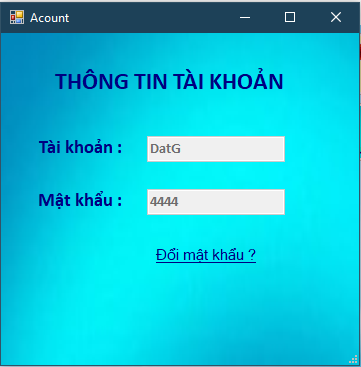 Acount
THÔNG TIN TÀI KHOẢN
Tài khoản : DatG
Mật khẩu : 4444
Đổi mật khẩu ?